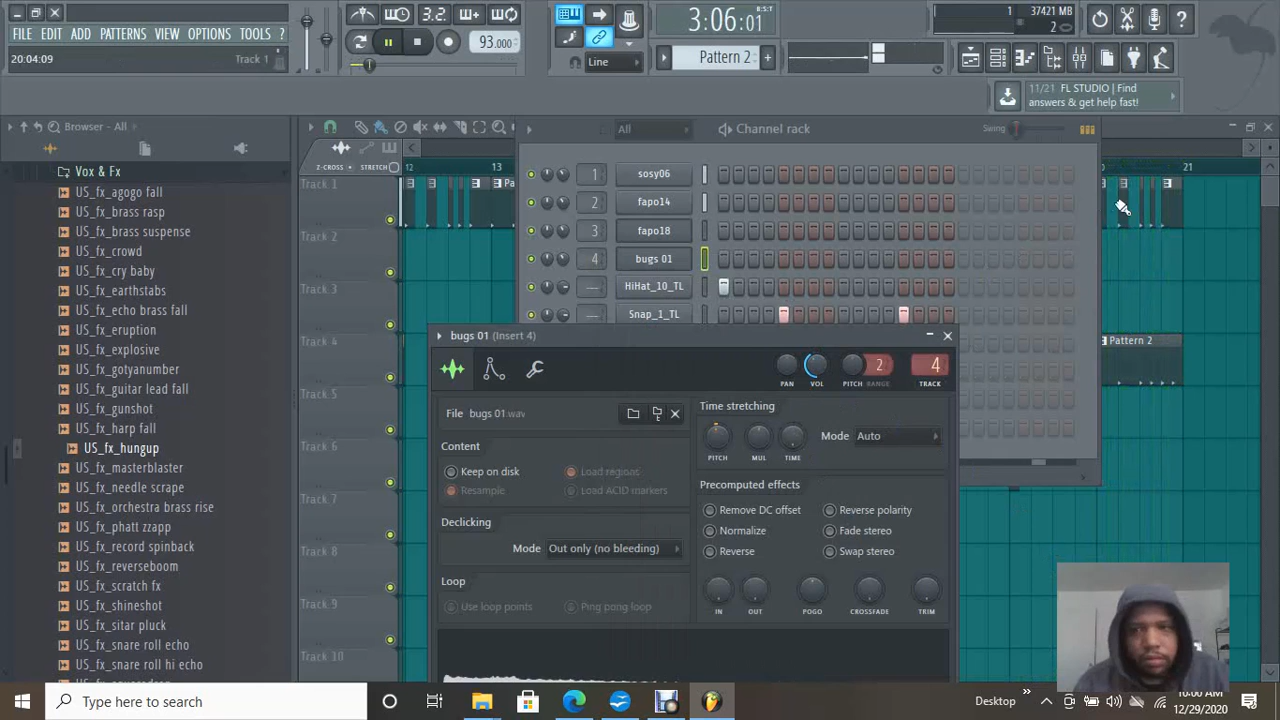 FILE EDIT ADD PATTERNS VIEW OPTIONS TOOLS ?
20:04:09 Track 1
3.2
93.000
Line
3:06:01
B:S:T
Pattern 2
1
37421 MB
2
11/21 FL STUDIO | Find
answers & get help fast!
Browser - All
Vox & Fx
US_fx_agogo fall
US_fx_brass rasp
US_fx_brass suspense
US_fx_crowd
US_fx_cry baby
US_fx_earthstabs
US_fx_echo brass fall
US_fx_eruption
US_fx_explosive
US_fx_gotyanumber
US_fx_guitar lead fall
US_fx_gunshot
US_fx_harp fall
US_fx_hungup
US_fx_masterblaster
US_fx_needle scrape
US_fx_orchestra brass rise
US_fx_phatt zzapp
US_fx_record spinback
US_fx_reverseboom
US_fx_scratch fx
US_fx_shineshot
US_fx_sitar pluck
US_fx_snare roll echo
US_fx_snare roll hi echo
Z-CROSS STRETCH
12 13 21
Track 1
Track 2
Track 3
Track 4
Track 5
Track 6
Track 7
Track 8
Track 9
Track 10
Pattern 2
All Channel rack Swing
1 sosy06
2 fapo14
3 fapo18
4 bugs 01
HiHat_10_TL
Snap_1_TL
bugs 01 (Insert 4)
2 4
PAN VOL PITCH RANGE TRACK
File bugs 01.wav
Content
Keep on disk Load regions
Resample Load ACID markers
Declicking
Mode Out only (no bleeding)
Loop
Use loop points Ping pong loop
Time stretching
PITCH MUL TIME
Mode Auto
Precomputed effects
Remove DC offset Reverse polarity
Normalize Fade stereo
Reverse Swap stereo
IN OUT POGO CROSSFADE TRIM
Type here to search
Desktop
12/29/2020